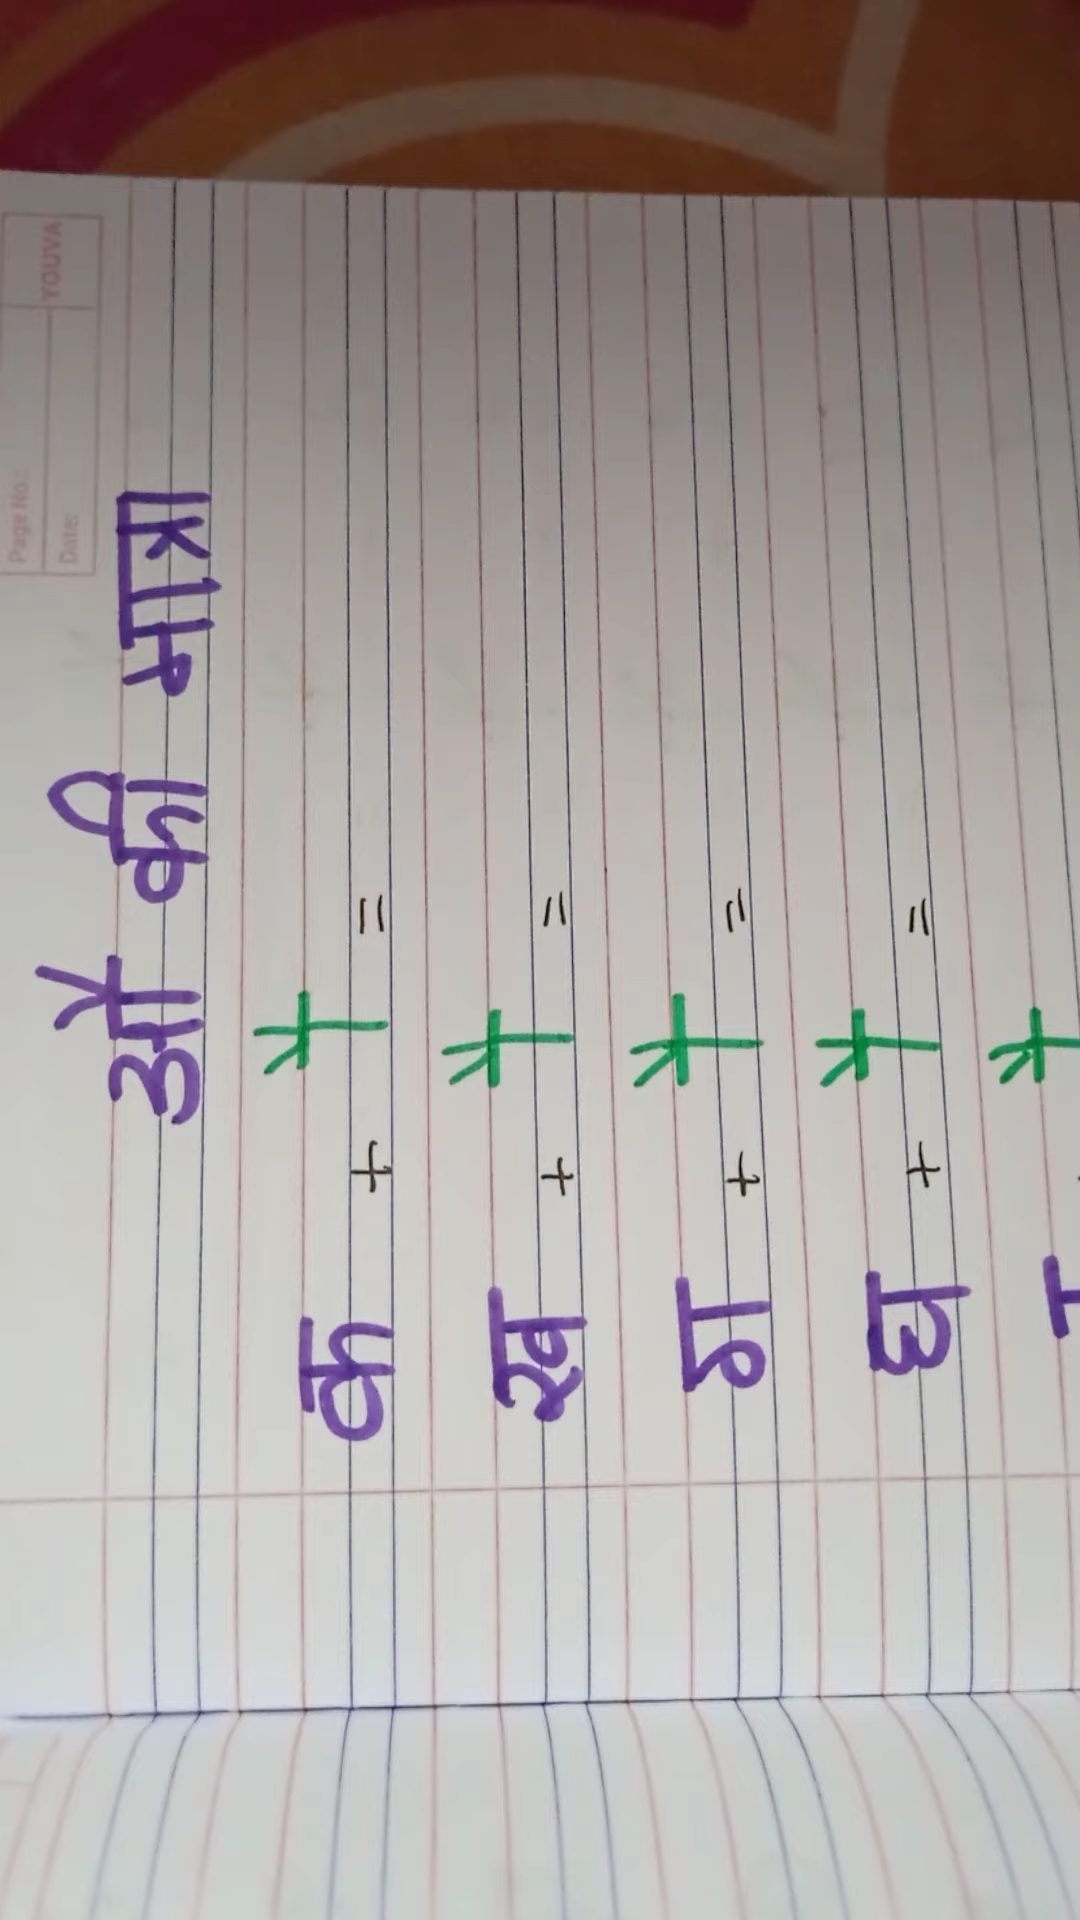 Page No.:
Date:
YOUVA
औ की मात्रा
क + ौ =
ख + ौ =
ग + ौ =
घ + ौ =
ौ